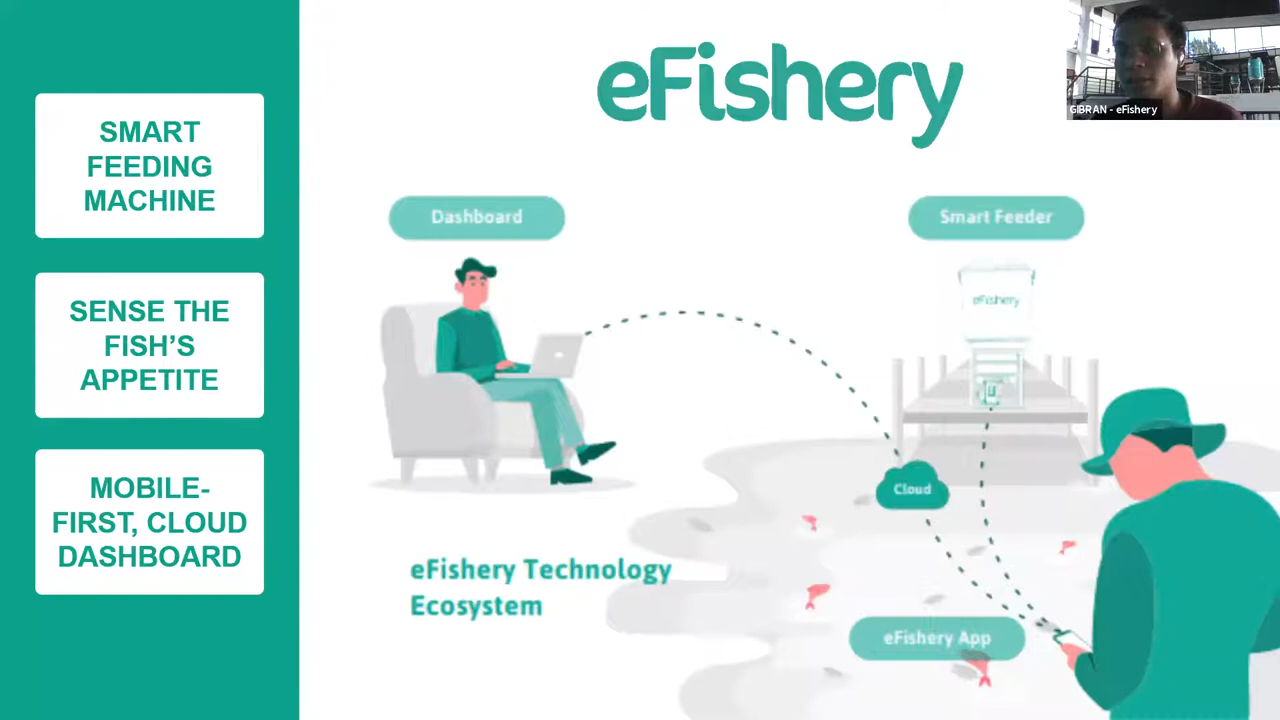 eFishery
GIBRAN - eFishery
SMART
FEEDING
MACHINE
SENSE THE
FISH’S
APPETITE
MOBILE-
FIRST, CLOUD
DASHBOARD
Dashboard
Smart Feeder
eFishery
Cloud
eFishery Technology
Ecosystem
eFishery App